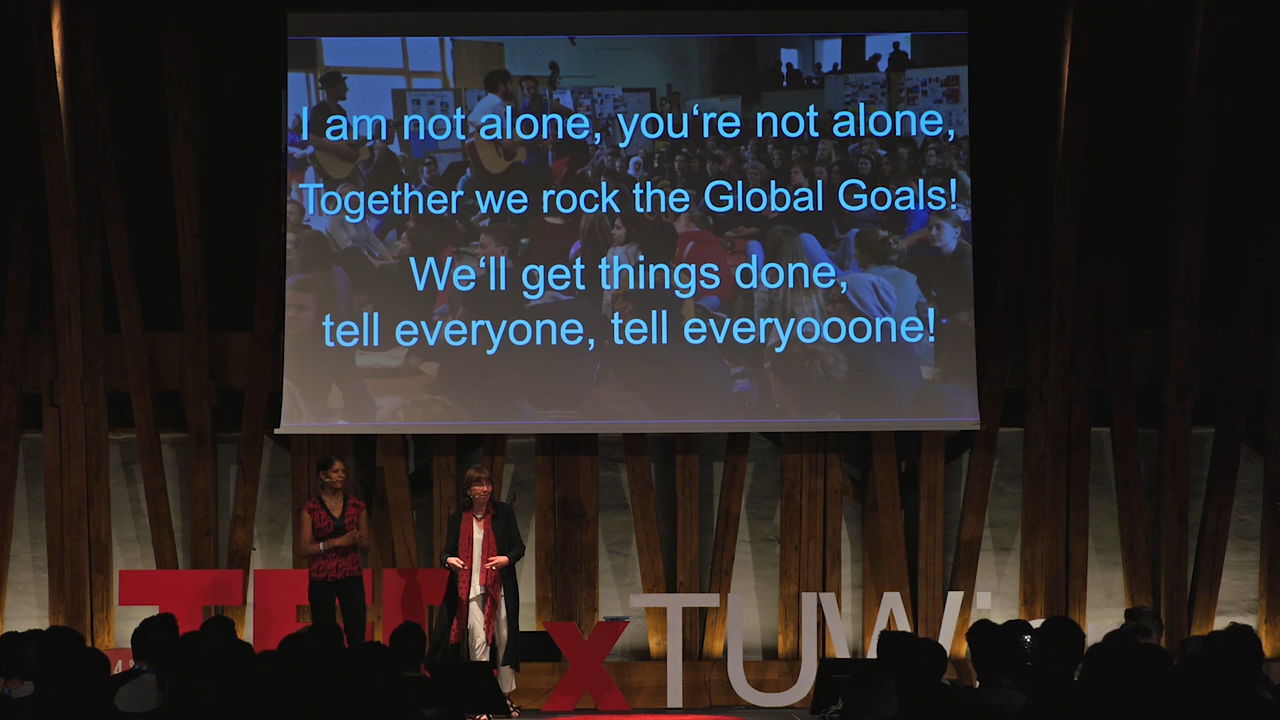 I am not alone, you‘re not alone,
Together we rock the Global Goals!
We‘ll get things done,
tell everyone, tell everyooone!
TEDxTUWi